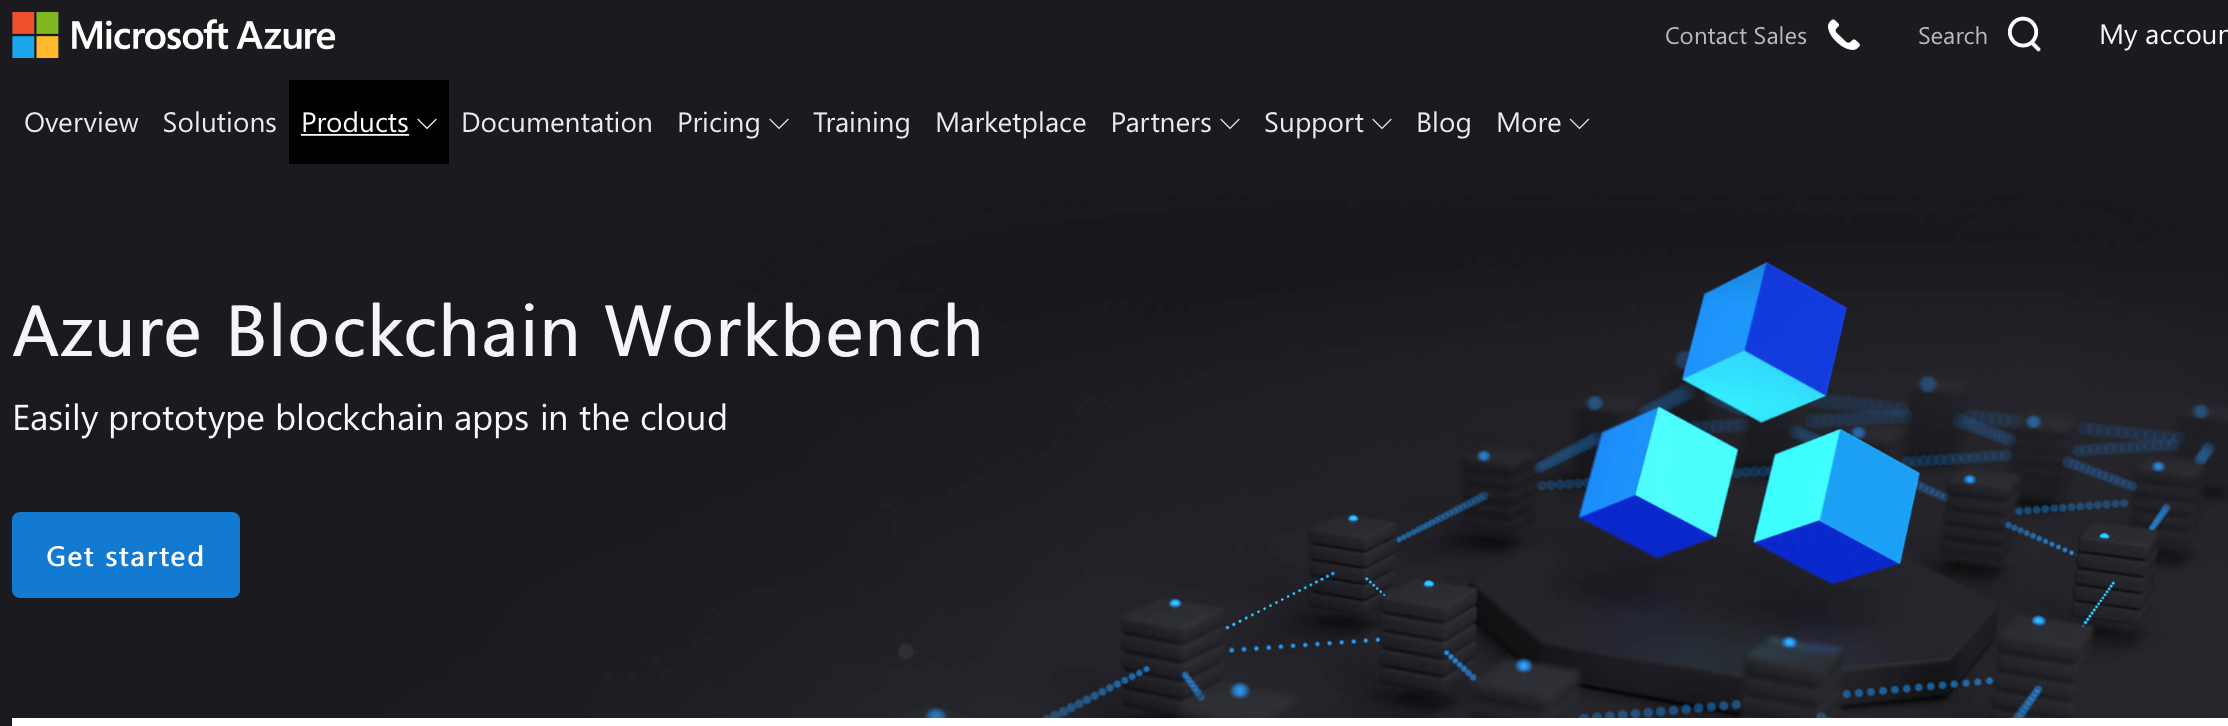 Microsoft Azure
Contact Sales Search My accoun
Overview Solutions Products Documentation Pricing Training Marketplace Partners Support Blog More
Azure Blockchain Workbench
Easily prototype blockchain apps in the cloud
Get started